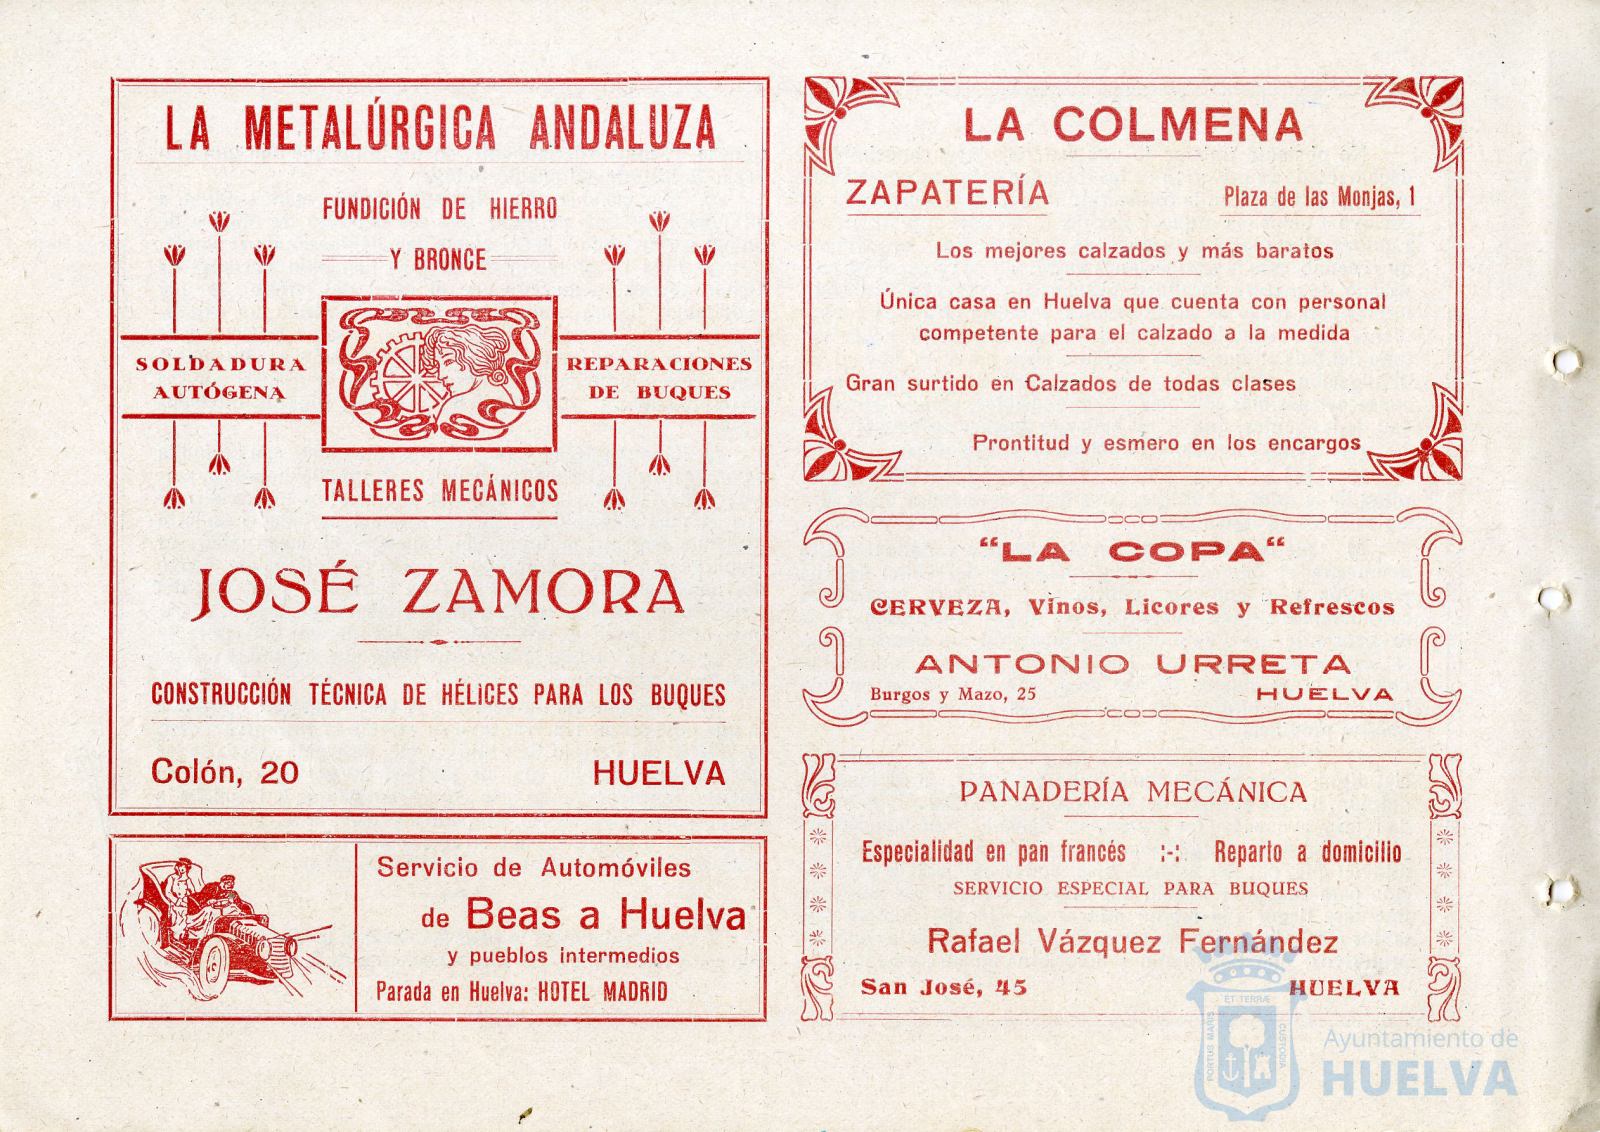 LA METALÚRGICA ANDALUZA
FUNDICIÓN DE HIERRO
Y BRONCE
SOLDADURA
AUTÓGENA
REPARACIONES
DE BUQUES
TALLERES MECÁNICOS
JOSÉ ZAMORA
CONSTRUCCIÓN TÉCNICA DE HÉLICES PARA LOS BUQUES
Colón, 20 HUELVA
Servicio de Automóviles
de Beas a Huelva
y pueblos intermedios
Parada en Huelva: HOTEL MADRID
LA COLMENA
ZAPATERÍA Plaza de las Monjas, 1
Los mejores calzados y más baratos
Única casa en Huelva que cuenta con personal
competente para el calzado a la medida
Gran surtido en Calzados de todas clases
Prontitud y esmero en los encargos
“LA COPA“
CERVEZA, Vinos, Licores y Refrescos
ANTONIO URRETA
Burgos y Mazo, 25 HUELVA
PANADERÍA MECÁNICA
Especialidad en pan francés :-: Reparto a domicilio
SERVICIO ESPECIAL PARA BUQUES
Rafael Vázquez Fernández
San José, 45 HUELVA
PORTUS MARIS
ET TERRÆ
CUSTODIA
Ayuntamiento de
HUELVA